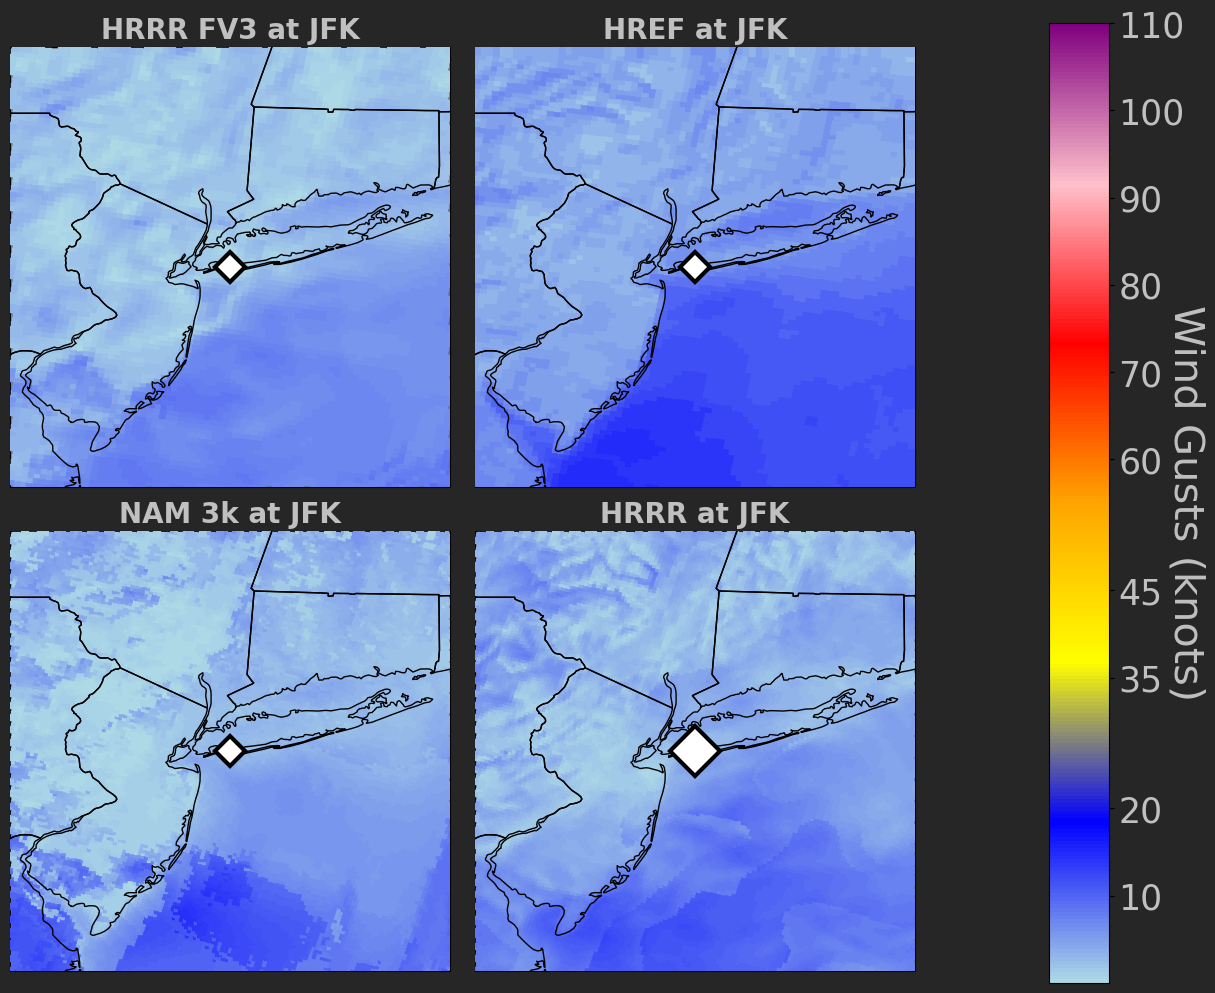 HRRR FV3 at JFK
HREF at JFK
NAM 3k at JFK
HRRR at JFK
110
100
90
80
70
60
45
35
20
10
Wind Gusts (knots)